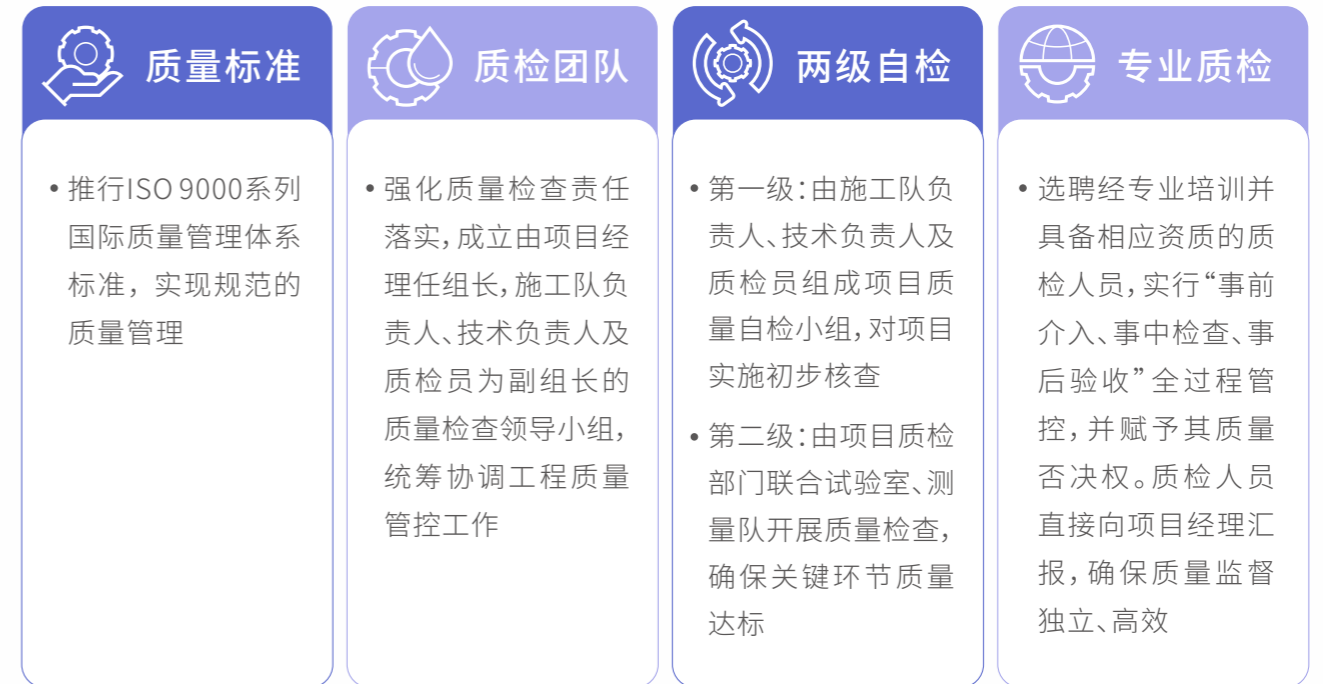 质量标准
• 推行ISO 9000系列
国际质量管理体系
标准，实现规范的
质量管理
质检团队
• 强化质量检查责任
落实，成立由项目经
理任组长，施工队负
责人、技术负责人及
质检员为副组长的
质量检查领导小组，
统筹协调工程质量
管控工作
两级自检
• 第一级：由施工队负
责人、技术负责人及
质检员组成项目质
量自检小组，对项目
实施初步核查
• 第二级：由项目质检
部门联合试验室、测
量队开展质量检查，
确保关键环节质量
达标
专业质检
• 选聘经专业培训并
具备相应资质的质
检人员，实行“事前
介入、事中检查、事
后验收”全过程管
控，并赋予其质量
否决权。质检人员
直接向项目经理汇
报，确保质量监督
独立、高效